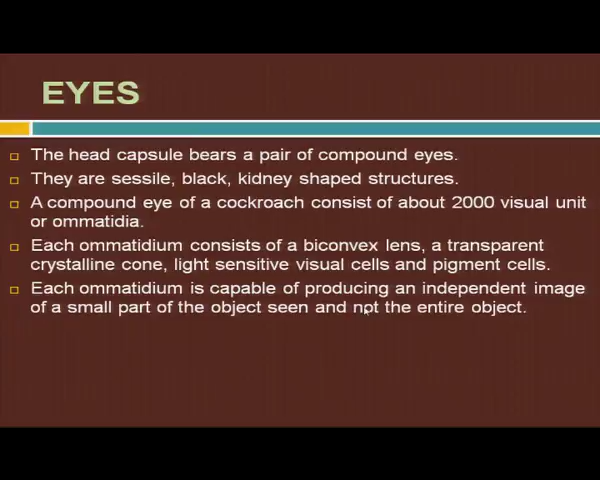 EYES
The head capsule bears a pair of compound eyes.
They are sessile, black, kidney shaped structures.
A compound eye of a cockroach consist of about 2000 visual unit
or ommatidia.
Each ommatidium consists of a biconvex lens, a transparent
crystalline cone, light sensitive visual cells and pigment cells.
Each ommatidium is capable of producing an independent image
of a small part of the object seen and not the entire object.